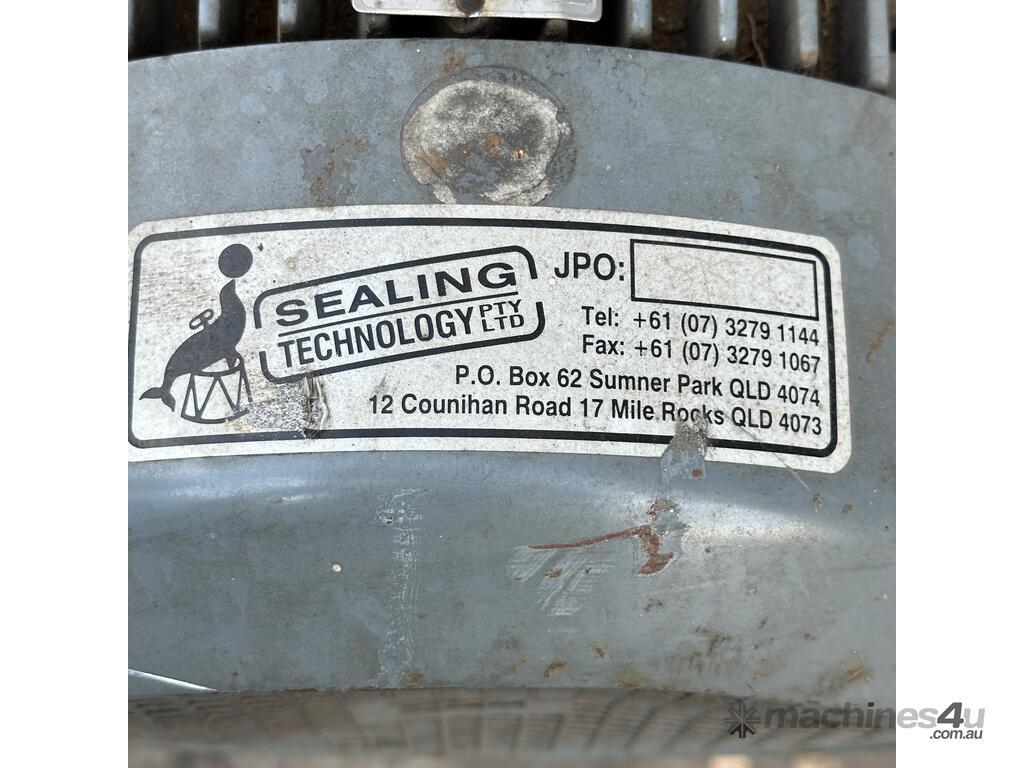 SEALING
TECHNOLOGY PTY LTD
JPO:
Tel: +61 (07) 3279 1144
Fax: +61 (07) 3279 1067
P.O. Box 62 Sumner Park QLD 4074
12 Counihan Road 17 Mile Rocks QLD 4073
machines4u
.com.au